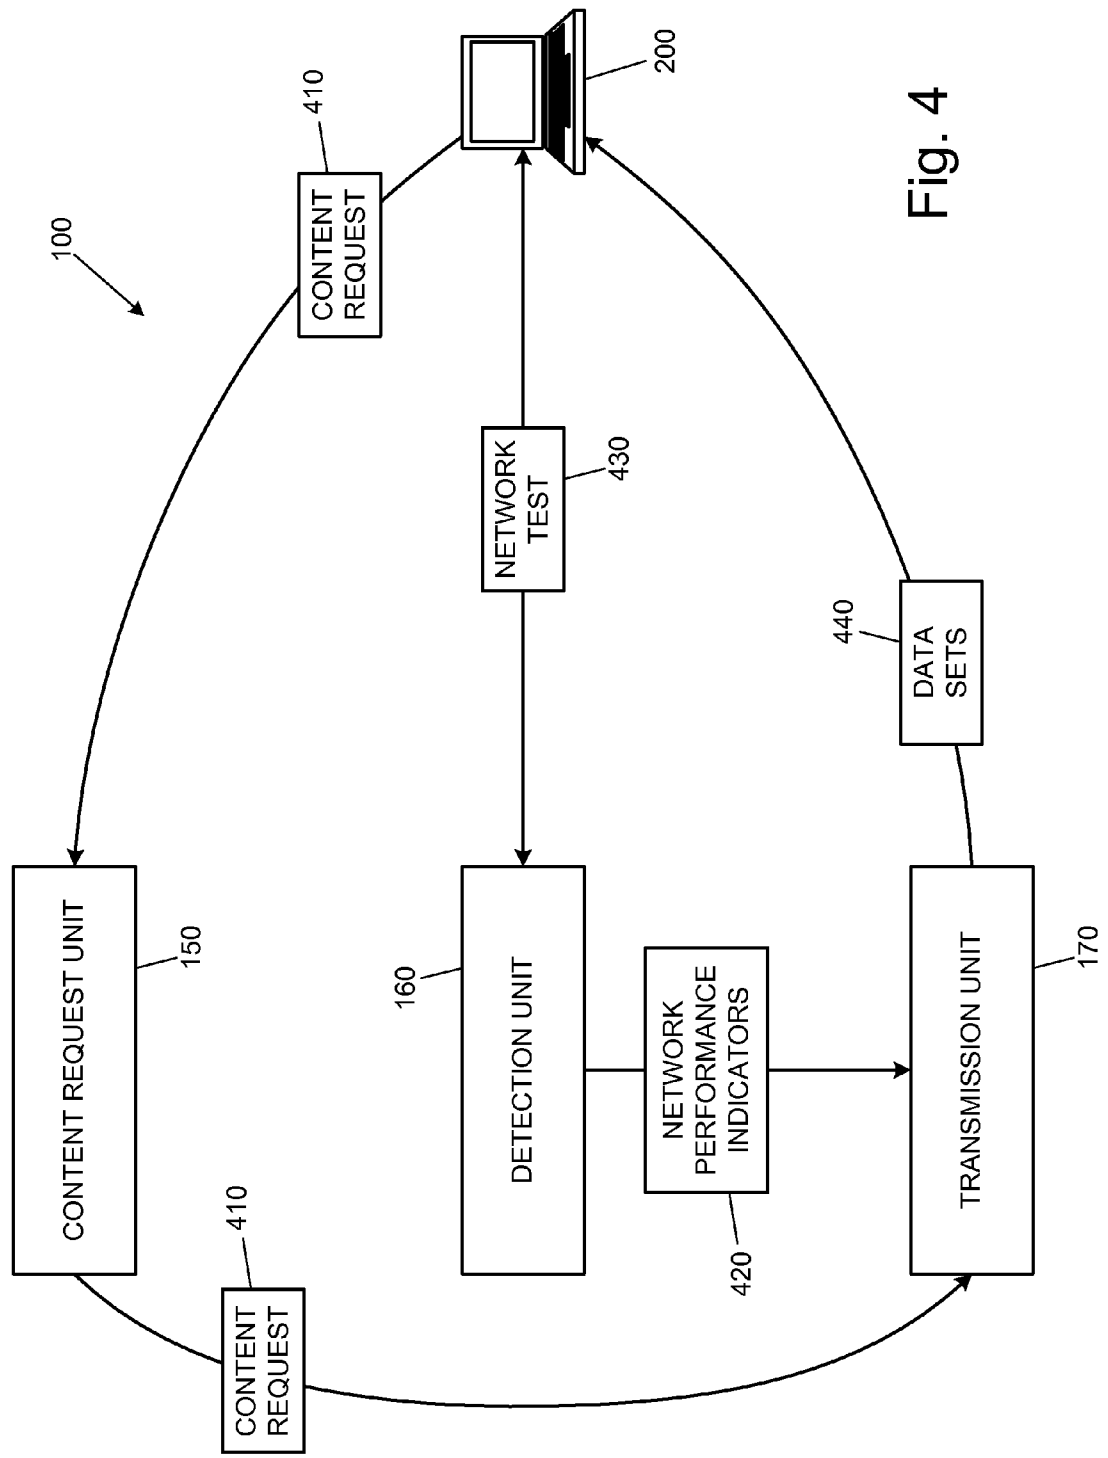 100
CONTENT REQUEST UNIT
150
CONTENT
REQUEST
410
CONTENT
REQUEST
410
DETECTION UNIT
160
NETWORK
TEST
430
200
NETWORK
PERFORMANCE
INDICATORS
420
TRANSMISSION UNIT
170
DATA
SETS
440
Fig. 4